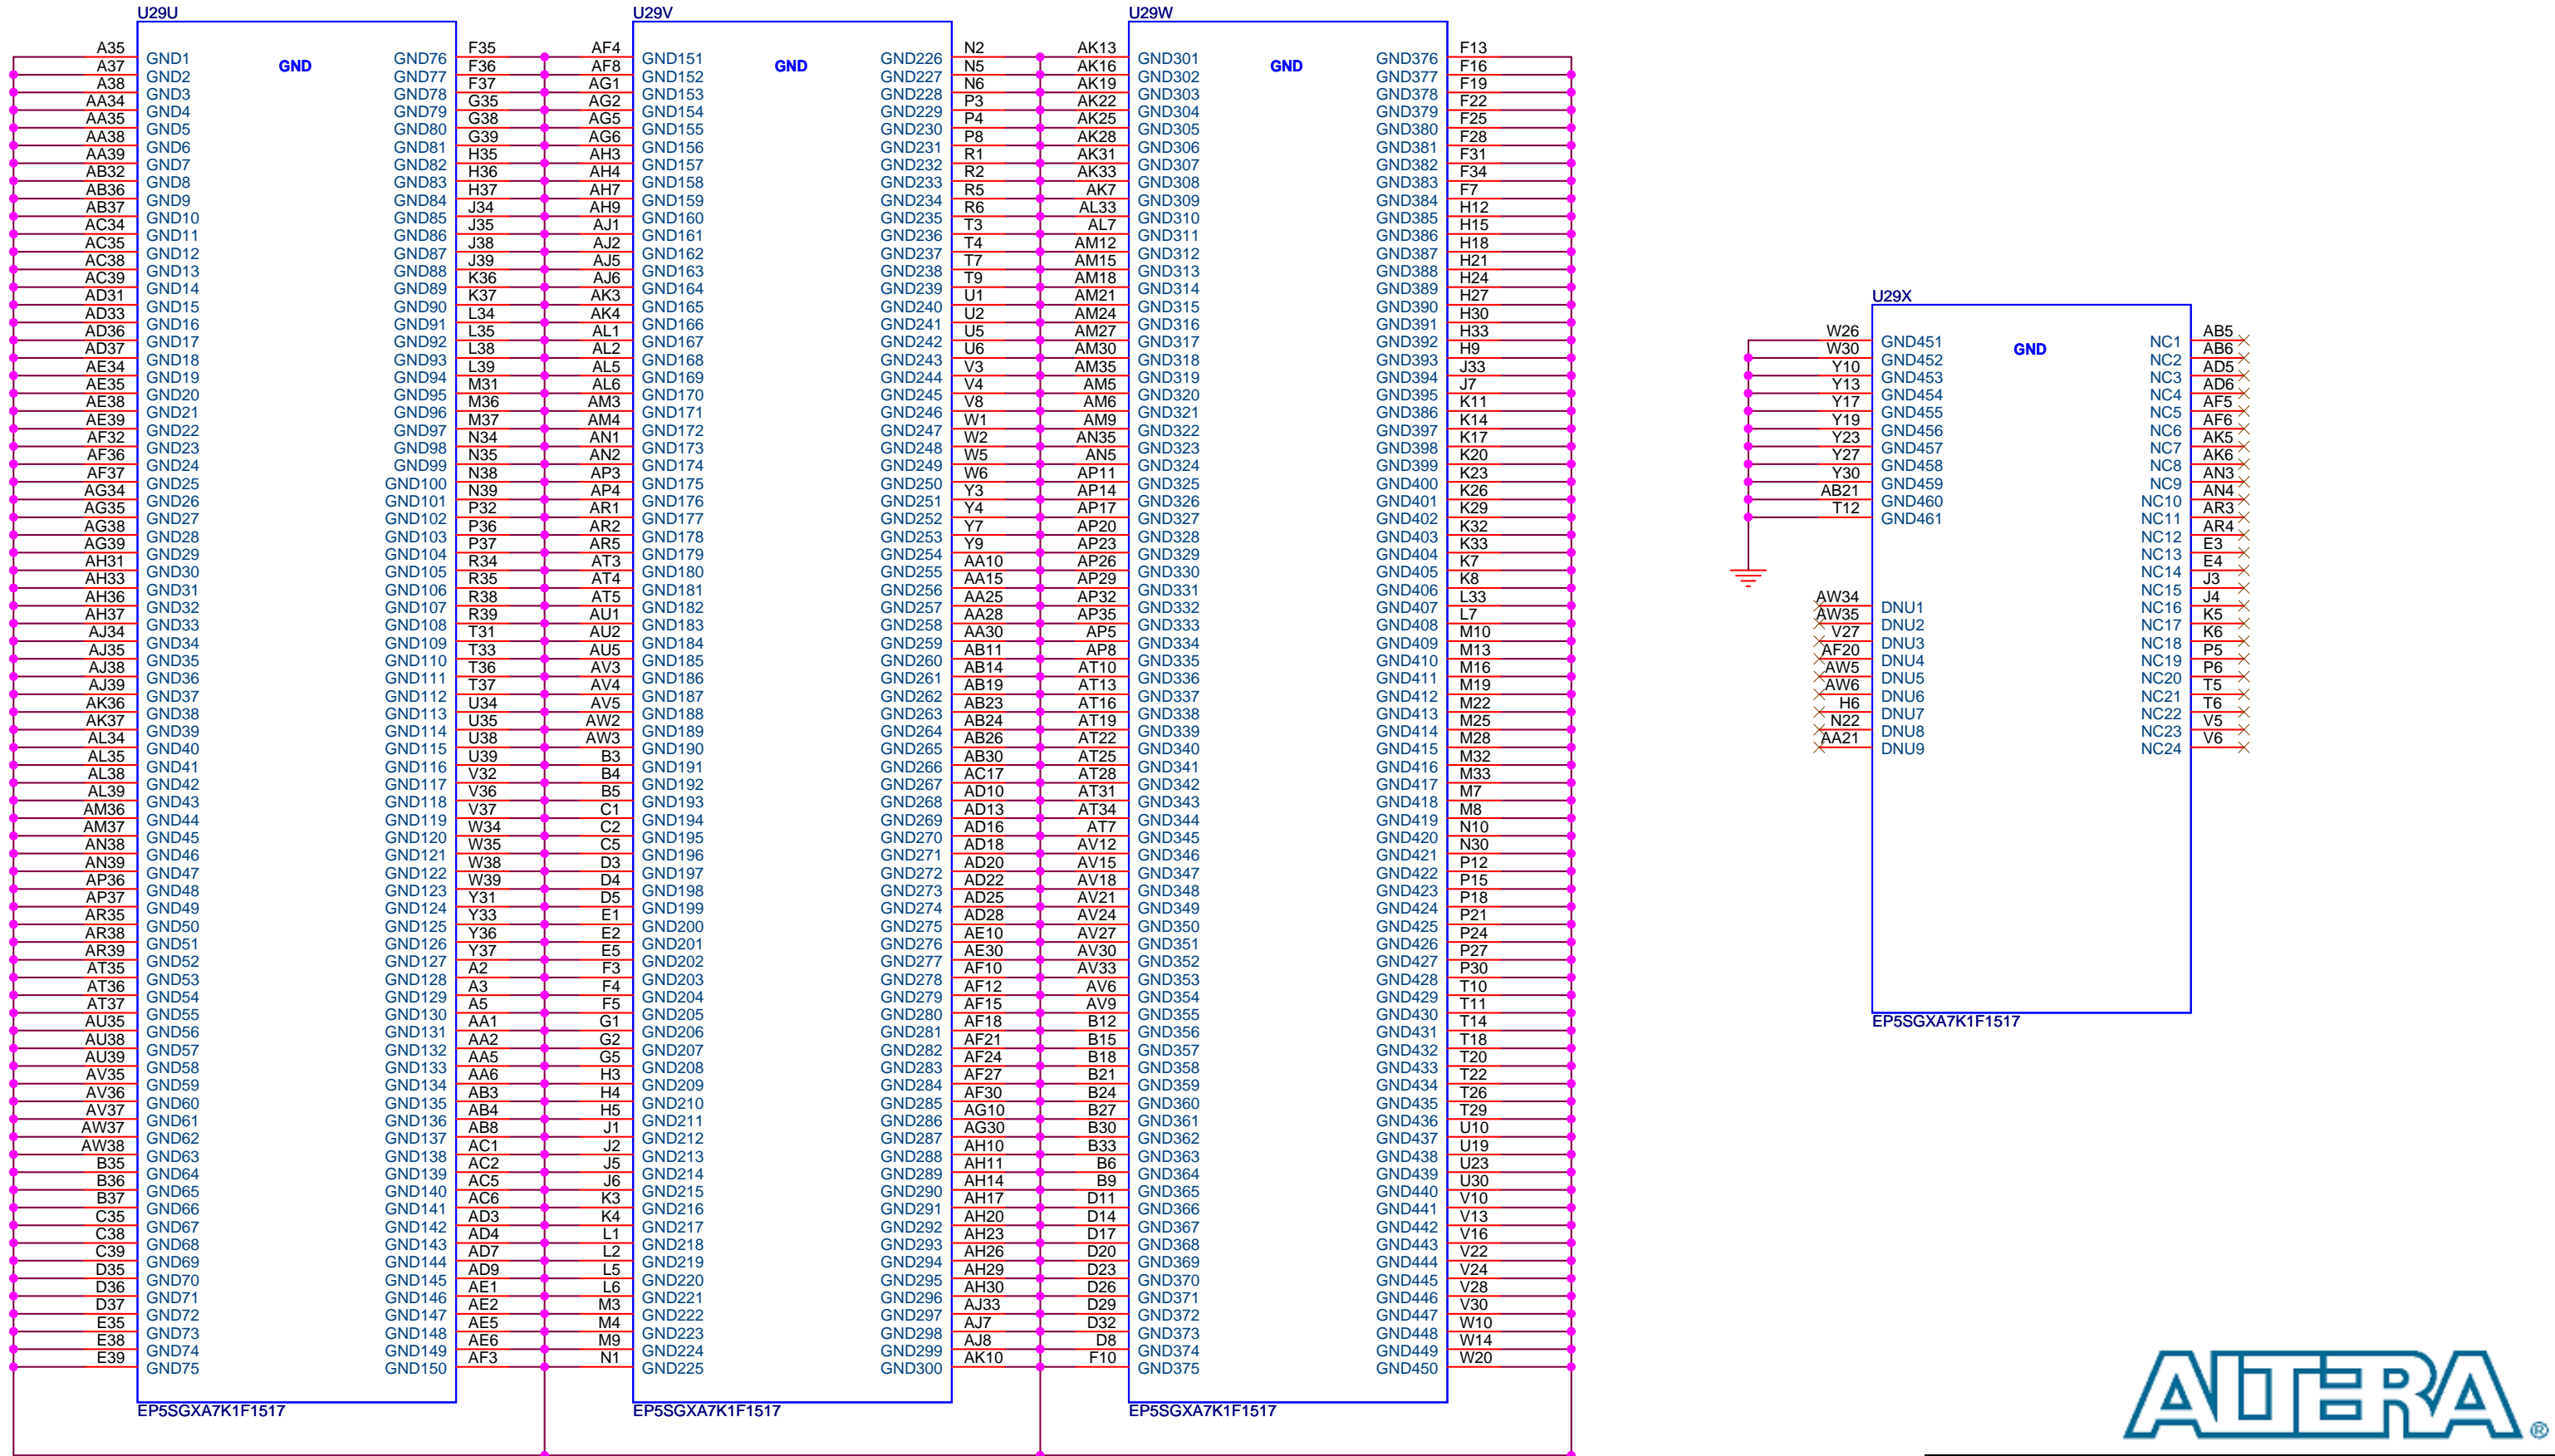 U29U
GND
A35 GND1 GND76 F35
A37 GND2 GND77 F36
A38 GND3 GND78 F37
AA34 GND4 GND79 G35
AA35 GND5 GND80 G38
AA38 GND6 GND81 G39
AA39 GND7 GND82 H35
AB32 GND8 GND83 H36
AB36 GND9 GND84 H37
AB37 GND10 GND85 J34
AC34 GND11 GND86 J35
AC35 GND12 GND87 J38
AC38 GND13 GND88 J39
AC39 GND14 GND89 K36
AD31 GND15 GND90 K37
AD33 GND16 GND91 L34
AD36 GND17 GND92 L35
AD37 GND18 GND93 L38
AE34 GND19 GND94 L39
AE35 GND20 GND95 M31
AE38 GND21 GND96 M36
AE39 GND22 GND97 M37
AF32 GND23 GND98 N34
AF36 GND24 GND99 N35
AF37 GND25 GND100 N38
AG34 GND26 GND101 N39
AG35 GND27 GND102 P32
AG38 GND28 GND103 P36
AG39 GND29 GND104 P37
AH31 GND30 GND105 R34
AH33 GND31 GND106 R35
AH36 GND32 GND107 R38
AH37 GND33 GND108 R39
AJ34 GND34 GND109 T31
AJ35 GND35 GND110 T33
AJ38 GND36 GND111 T36
AJ39 GND37 GND112 T37
AK36 GND38 GND113 U34
AK37 GND39 GND114 U35
AL34 GND40 GND115 U38
AL35 GND41 GND116 U39
AL38 GND42 GND117 V32
AL39 GND43 GND118 V36
AM36 GND44 GND119 V37
AM37 GND45 GND120 W34
AN38 GND46 GND121 W35
AN39 GND47 GND122 W38
AP36 GND48 GND123 W39
AP37 GND49 GND124 Y31
AR35 GND50 GND125 Y33
AR38 GND51 GND126 Y36
AR39 GND52 GND127 Y37
AT35 GND53 GND128 A2
AT36 GND54 GND129 A3
AT37 GND55 GND130 A5
AU35 GND56 GND131 AA1
AU38 GND57 GND132 AA2
AU39 GND58 GND133 AA5
AV35 GND59 GND134 AA6
AV36 GND60 GND135 AB3
AV37 GND61 GND136 AB4
AW37 GND62 GND137 AB8
AW38 GND63 GND138 AC1
B35 GND64 GND139 AC2
B36 GND65 GND140 AC5
B37 GND66 GND141 AC6
C35 GND67 GND142 AD3
C38 GND68 GND143 AD4
C39 GND69 GND144 AD7
D35 GND70 GND145 AD9
D36 GND71 GND146 AE1
D37 GND72 GND147 AE2
E35 GND73 GND148 AE5
E38 GND74 GND149 AE6
E39 GND75 GND150 AF3
EP5SGXA7K1F1517
U29V
GND
AF4 GND151 GND226 N2
AF8 GND152 GND227 N5
AG1 GND153 GND228 N6
AG2 GND154 GND229 P3
AG5 GND155 GND230 P4
AG6 GND156 GND231 P8
AH3 GND157 GND232 R1
AH4 GND158 GND233 R2
AH7 GND159 GND234 R5
AH9 GND160 GND235 R6
AJ1 GND161 GND236 T3
AJ2 GND162 GND237 T4
AJ5 GND163 GND238 T7
AJ6 GND164 GND239 T9
AK3 GND165 GND240 U1
AK4 GND166 GND241 U2
AL1 GND167 GND242 U5
AL2 GND168 GND243 U6
AL5 GND169 GND244 V3
AL6 GND170 GND245 V4
AM3 GND171 GND246 V8
AM4 GND172 GND247 W1
AN1 GND173 GND248 W2
AN2 GND174 GND249 W5
AP3 GND175 GND250 W6
AP4 GND176 GND251 Y3
AR1 GND177 GND252 Y4
AR2 GND178 GND253 Y7
AR5 GND179 GND254 Y9
AT3 GND180 GND255 AA10
AT4 GND181 GND256 AA15
AT5 GND182 GND257 AA25
AU1 GND183 GND258 AA28
AU2 GND184 GND259 AA30
AU5 GND185 GND260 AB11
AV3 GND186 GND261 AB14
AV4 GND187 GND262 AB19
AV5 GND188 GND263 AB23
AW2 GND189 GND264 AB24
AW3 GND190 GND265 AB26
B3 GND191 GND266 AB30
B4 GND192 GND267 AC17
B5 GND193 GND268 AD10
C1 GND194 GND269 AD13
C2 GND195 GND270 AD16
C5 GND196 GND271 AD18
D3 GND197 GND272 AD20
D4 GND198 GND273 AD22
D5 GND199 GND274 AD25
E1 GND200 GND275 AD28
E2 GND201 GND276 AE10
E5 GND202 GND277 AE30
F3 GND203 GND278 AF10
F4 GND204 GND279 AF12
F5 GND205 GND280 AF15
G1 GND206 GND281 AF18
G2 GND207 GND282 AF21
G5 GND208 GND283 AF24
H3 GND209 GND284 AF27
H4 GND210 GND285 AF30
H5 GND211 GND286 AG10
J1 GND212 GND287 AG30
J2 GND213 GND288 AH10
J5 GND214 GND289 AH11
J6 GND215 GND290 AH14
K3 GND216 GND291 AH17
K4 GND217 GND292 AH20
L1 GND218 GND293 AH23
L2 GND219 GND294 AH26
L5 GND220 GND295 AH29
L6 GND221 GND296 AH30
M3 GND222 GND297 AJ33
M4 GND223 GND298 AJ7
M9 GND224 GND299 AJ8
N1 GND225 GND300 AK10
EP5SGXA7K1F1517
U29W
GND
AK13 GND301 GND376 F13
AK16 GND302 GND377 F16
AK19 GND303 GND378 F19
AK22 GND304 GND379 F22
AK25 GND305 GND380 F25
AK28 GND306 GND381 F28
AK31 GND307 GND382 F31
AK33 GND308 GND383 F34
AK7 GND309 GND384 F7
AL33 GND310 GND385 H12
AL7 GND311 GND386 H15
AM12 GND312 GND387 H18
AM15 GND313 GND388 H21
AM18 GND314 GND389 H24
AM21 GND315 GND390 H27
AM24 GND316 GND391 H30
AM27 GND317 GND392 H33
AM30 GND318 GND393 H9
AM35 GND319 GND394 J33
AM5 GND320 GND395 J7
AM6 GND321 GND386 K11
AM9 GND322 GND397 K14
AN35 GND323 GND398 K17
AN5 GND324 GND399 K20
AP11 GND325 GND400 K23
AP14 GND326 GND401 K26
AP17 GND327 GND402 K29
AP20 GND328 GND403 K32
AP23 GND329 GND404 K33
AP26 GND330 GND405 K7
AP29 GND331 GND406 K8
AP32 GND332 GND407 L33
AP35 GND333 GND408 L7
AP5 GND334 GND409 M10
AP8 GND335 GND410 M13
AT10 GND336 GND411 M16
AT13 GND337 GND412 M19
AT16 GND338 GND413 M22
AT19 GND339 GND414 M25
AT22 GND340 GND415 M28
AT25 GND341 GND416 M32
AT28 GND342 GND417 M33
AT31 GND343 GND418 M7
AT34 GND344 GND419 M8
AT7 GND345 GND420 N10
AV12 GND346 GND421 N30
AV15 GND347 GND422 P12
AV18 GND348 GND423 P15
AV21 GND349 GND424 P18
AV24 GND350 GND425 P21
AV27 GND351 GND426 P24
AV30 GND352 GND427 P27
AV33 GND353 GND428 P30
AV6 GND354 GND429 T10
AV9 GND355 GND430 T11
B12 GND356 GND431 T14
B15 GND357 GND432 T18
B18 GND358 GND433 T20
B21 GND359 GND434 T22
B24 GND360 GND435 T26
B27 GND361 GND436 T29
B30 GND362 GND437 U10
B33 GND363 GND438 U19
B6 GND364 GND439 U23
B9 GND365 GND440 U30
D11 GND366 GND441 V10
D14 GND367 GND442 V13
D17 GND368 GND443 V16
D20 GND369 GND444 V22
D23 GND370 GND445 V24
D26 GND371 GND446 V28
D29 GND372 GND447 V30
D32 GND373 GND448 W10
D8 GND374 GND449 W14
F10 GND375 GND450 W20
EP5SGXA7K1F1517
U29X
GND
W26 GND451 NC1 AB5
W30 GND452 NC2 AB6
Y10 GND453 NC3 AD5
Y13 GND454 NC4 AD6
Y17 GND455 NC5 AF5
Y19 GND456 NC6 AF6
Y23 GND457 NC7 AK5
Y27 GND458 NC8 AK6
Y30 GND459 NC9 AN3
AB21 GND460 NC10 AN4
T12 GND461 NC11 AR3
NC12 AR4
NC13 E3
NC14 E4
NC15 J3
AW34 DNU1 NC16 J4
AW35 DNU2 NC17 K5
V27 DNU3 NC18 K6
AF20 DNU4 NC19 P5
AW5 DNU5 NC20 P6
AW6 DNU6 NC21 T5
H6 DNU7 NC22 T6
N22 DNU8 NC23 V5
AA21 DNU9 NC24 V6
EP5SGXA7K1F1517
ALTERA®